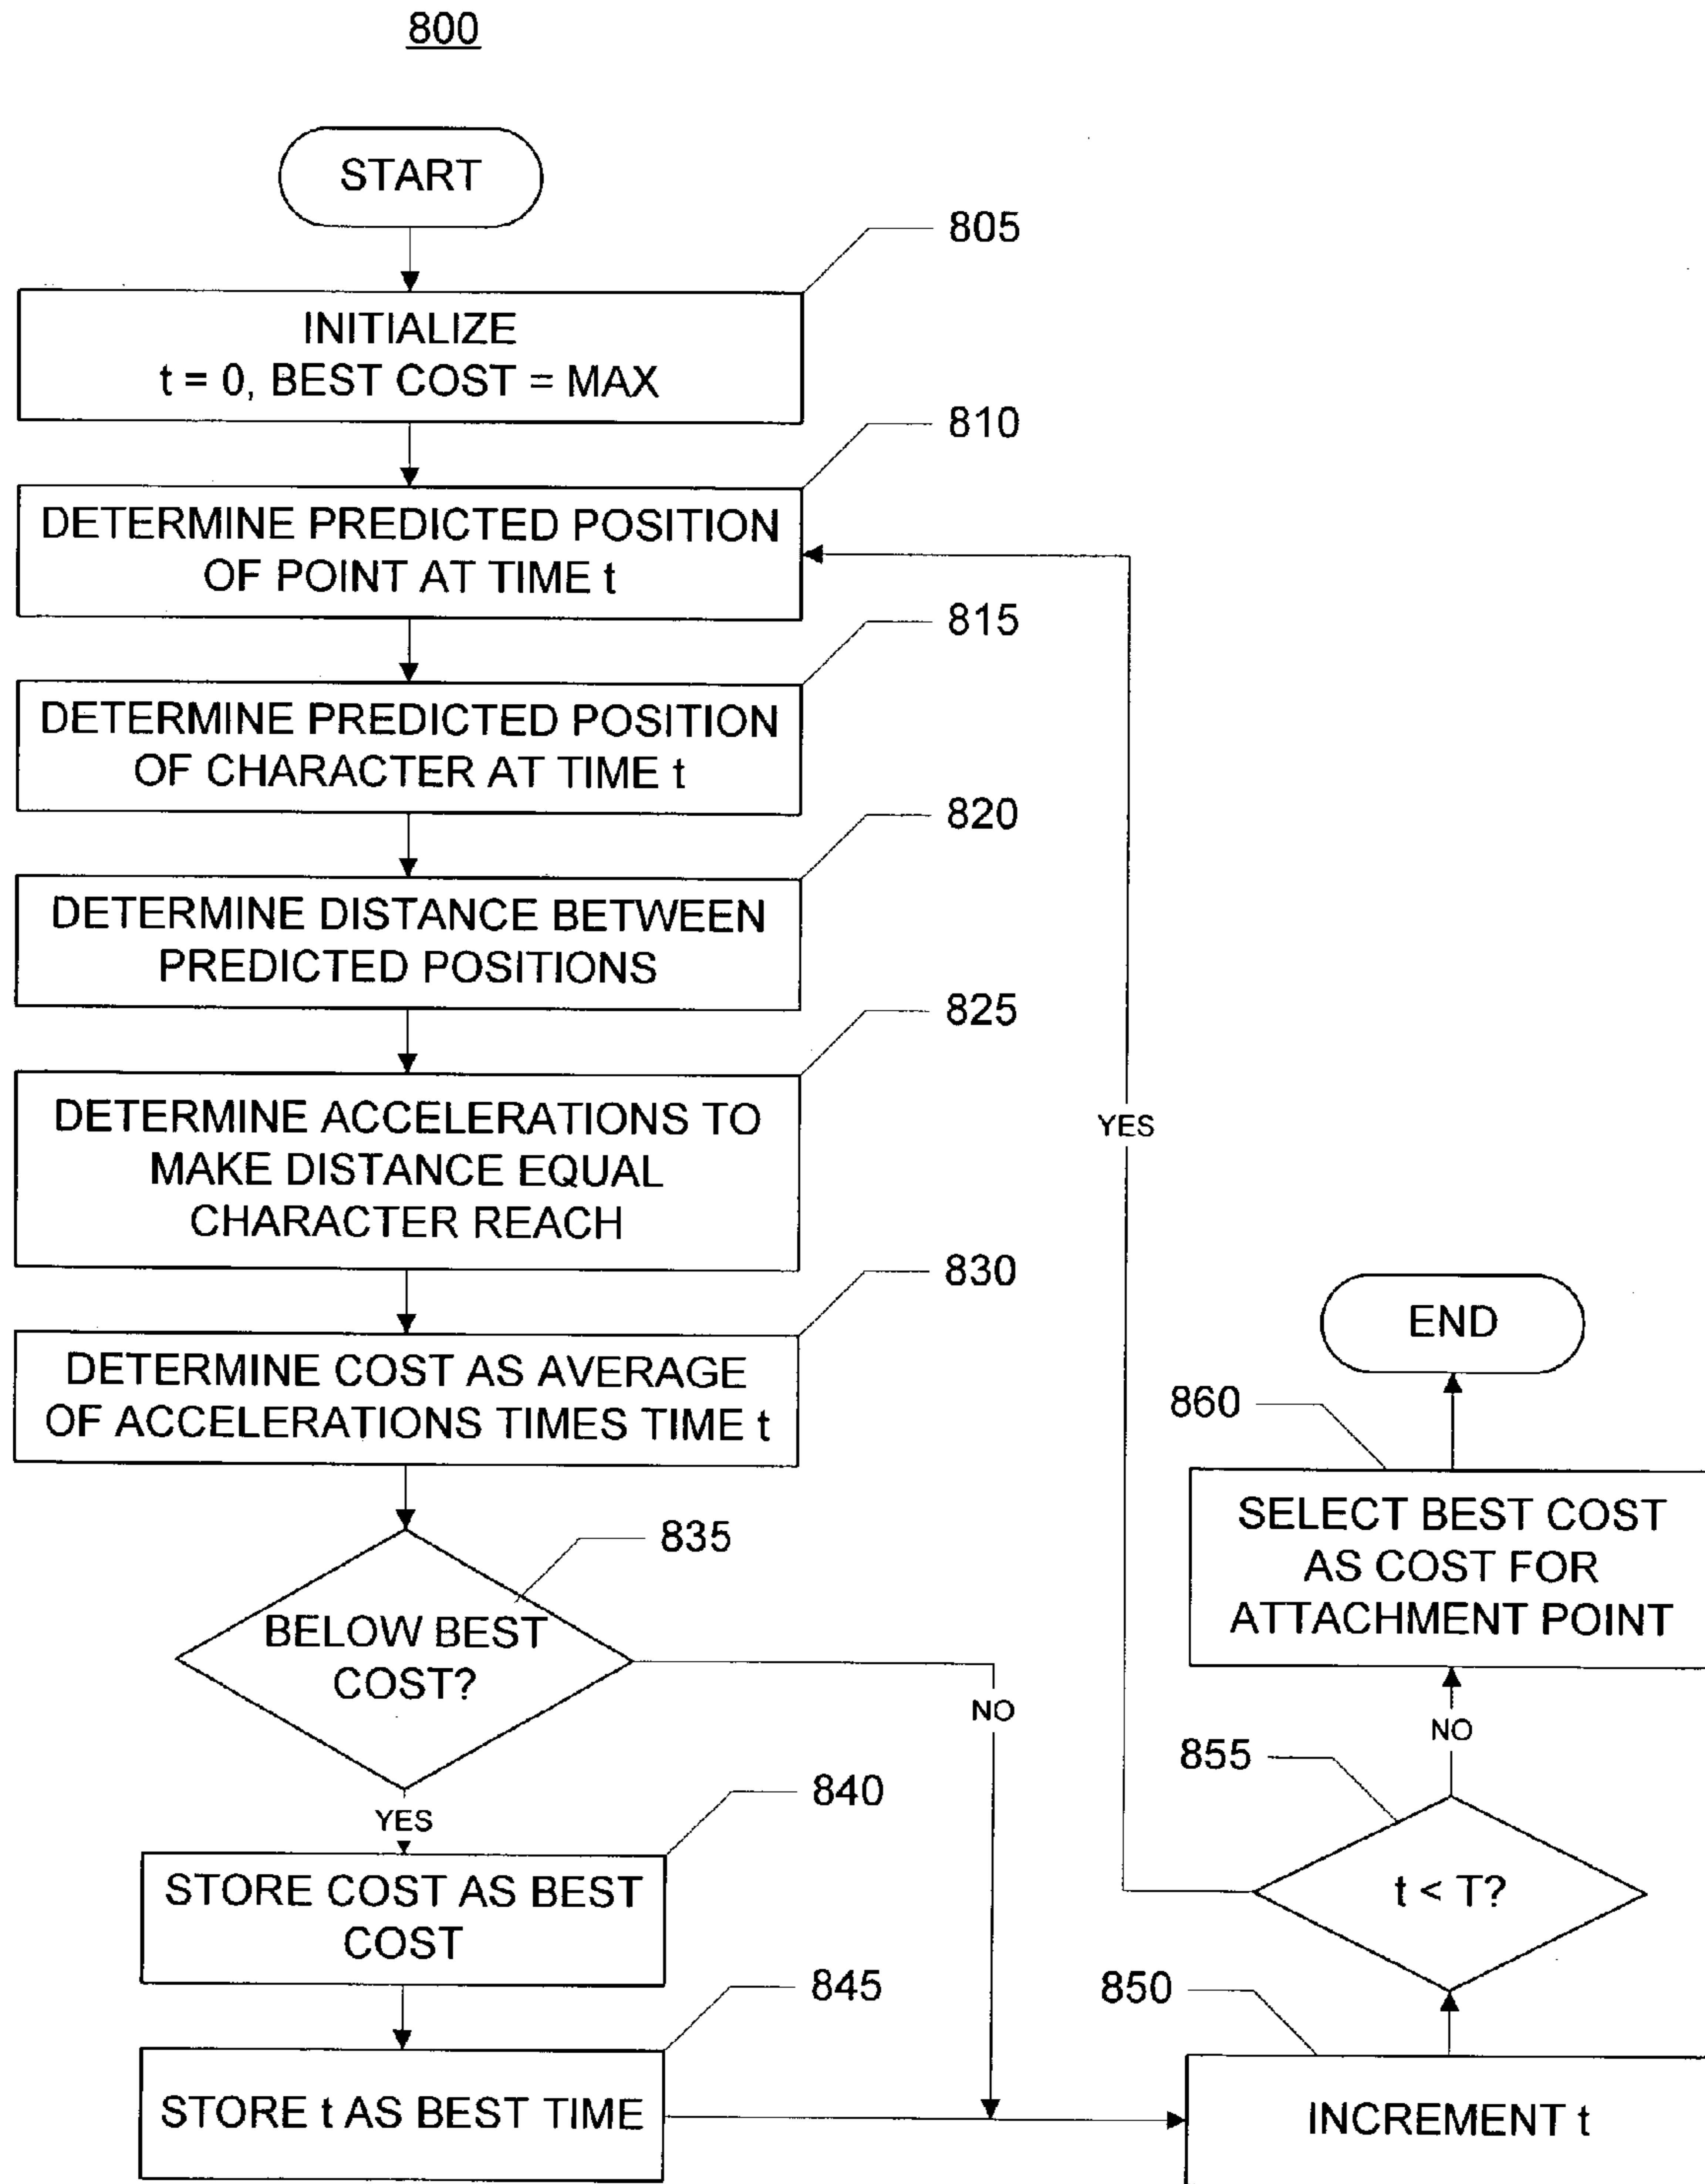 800
START
805
INITIALIZE
t = 0, BEST COST = MAX
810
DETERMINE PREDICTED POSITION
OF POINT AT TIME t
815
DETERMINE PREDICTED POSITION
OF CHARACTER AT TIME t
820
DETERMINE DISTANCE BETWEEN
PREDICTED POSITIONS
825
DETERMINE ACCELERATIONS TO
MAKE DISTANCE EQUAL
CHARACTER REACH
830
DETERMINE COST AS AVERAGE
OF ACCELERATIONS TIMES TIME t
835
BELOW BEST
COST?
NO
YES
840
STORE COST AS BEST
COST
845
STORE t AS BEST TIME
850
INCREMENT t
855
t < T?
YES
NO
860
SELECT BEST COST
AS COST FOR
ATTACHMENT POINT
END